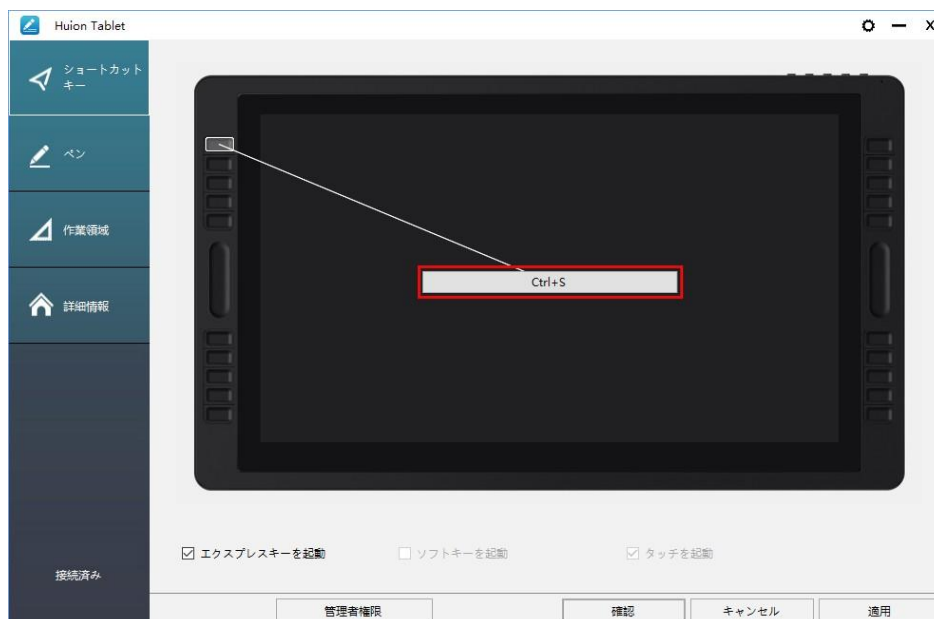 Huion Tablet
ショートカット
キー
ペン
作業領域
詳細情報
接続済み
Ctrl+S
エクスプレスキーを起動
ソフトキーを起動
タッチを起動
管理者権限
確認
キャンセル
適用